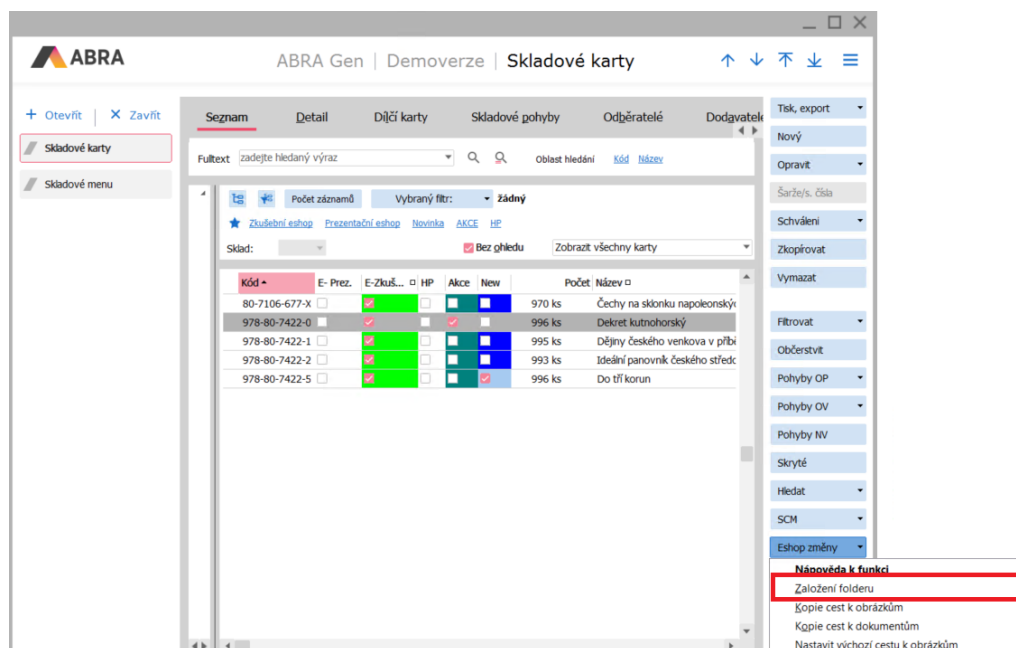 ABRA
ABRA Gen | Demoverze | Skladové karty
+ Otevřít | X Zavřít
Skladové karty
Skladové menu
Seznam Detail Dílčí karty Skladové pohyby Odběratelé Dodavatelé
Fulltext zadejte hledaný výraz Oblast hledání Kód Název
Počet záznamů Vybraný filtr: žádný
Zkušební eshop Prezentační eshop Novinka AKCE HP
Sklad: Bez ohledu Zobrazit všechny karty
Kód E- Prez. E-Zkuš... HP Akce New Počet Název
80-7106-677-X 970 ks Čechy na sklonku napoleonskýc
978-80-7422-0 996 ks Dekret kutnohorský
978-80-7422-1 995 ks Dějiny českého venkova v příbě
978-80-7422-2 993 ks Ideální panovník českého středo
978-80-7422-5 996 ks Do tří korun
Tisk, export
Nový
Opravit
Šarže/s. čísla
Schválení
Zkopírovat
Vymazat
Filtrovat
Občerstvit
Pohyby OP
Pohyby OV
Pohyby NV
Skryté
Hledat
SCM
Eshop změny
Nápověda k funkci
Založení folderu
Kopie cest k obrázkům
Kopie cest k dokumentům
Nastavit výchozí cestu k obrázkům